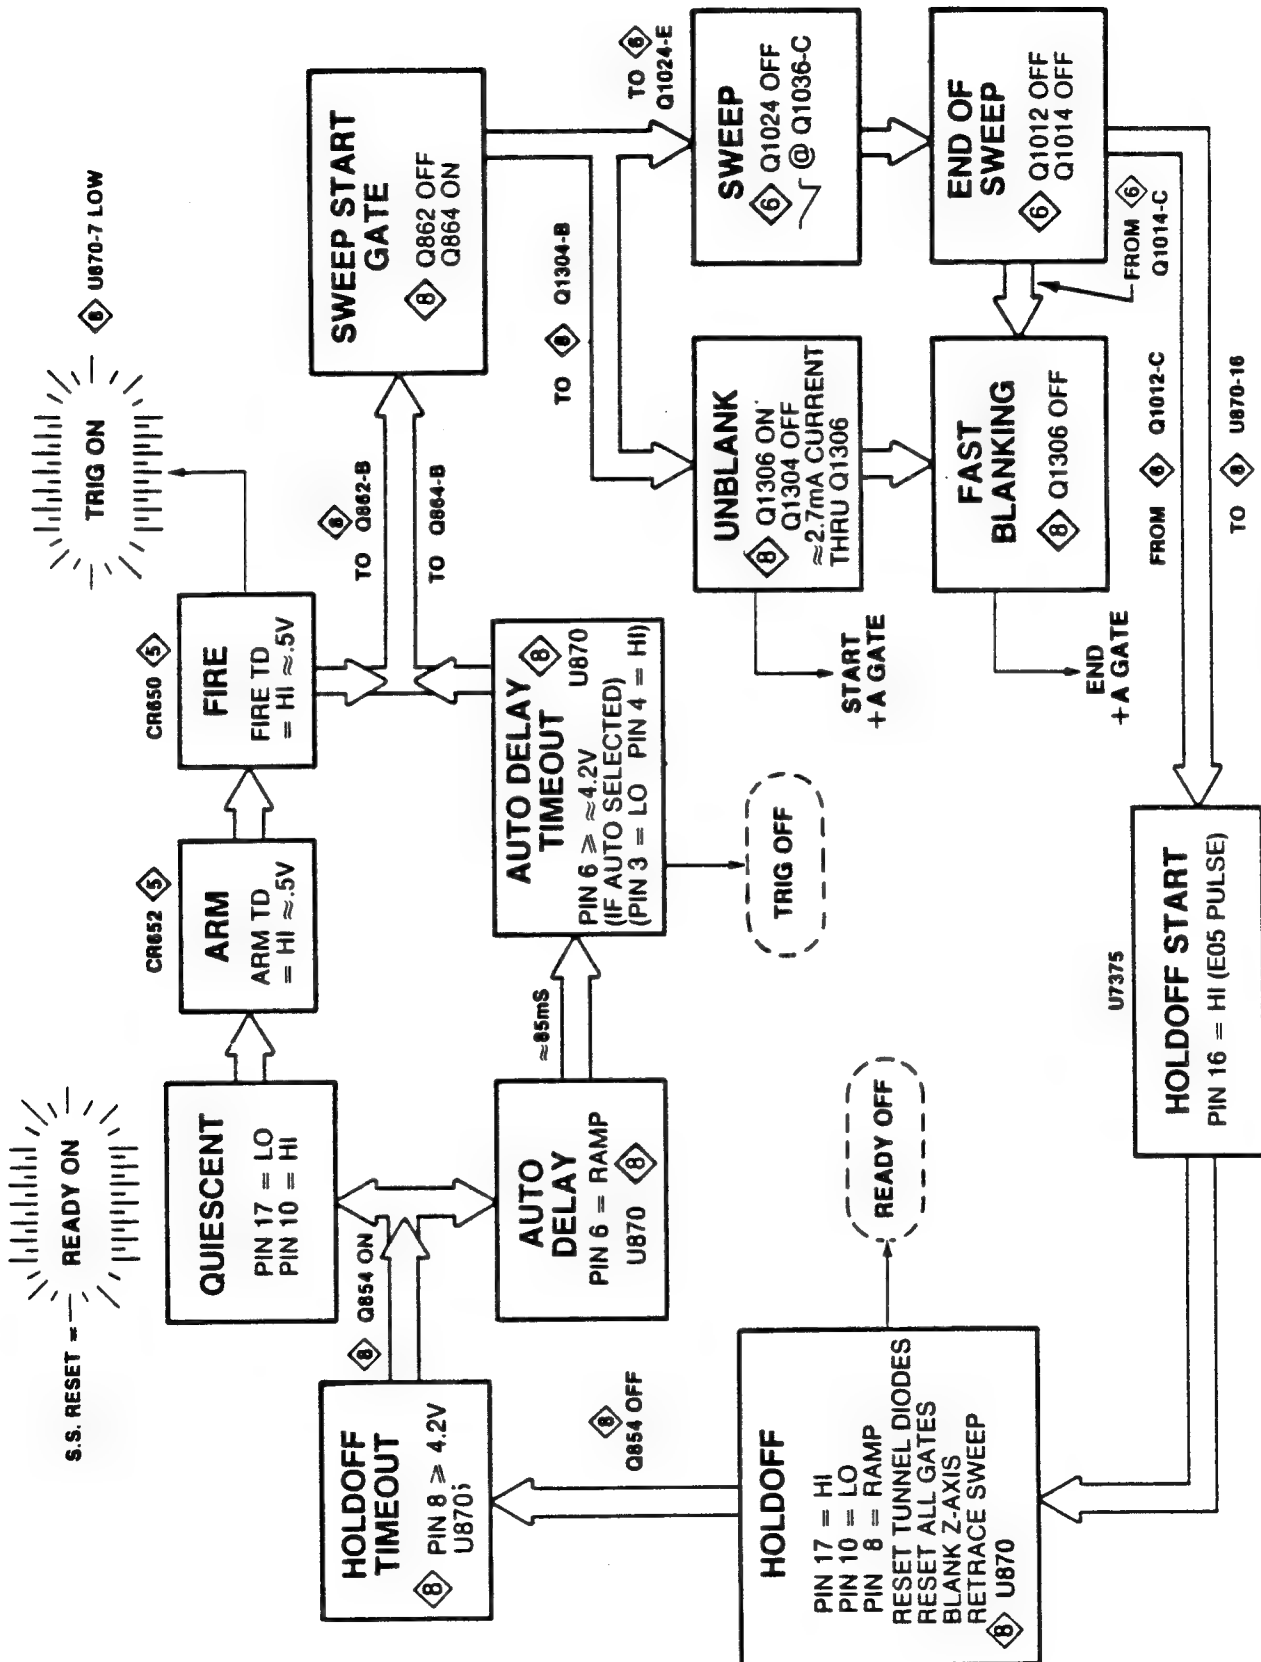 S.S. RESET =
READY ON
TRIG ON
8 U870-7 LOW
QUIESCENT
PIN 17 = LO
PIN 10 = HI
CR652 5
ARM
ARM TD
= HI ≈.5V
CR650 5
FIRE
FIRE TD
= HI ≈.5V
8
TO Q862-B
TO Q864-B
SWEEP START
GATE
8 Q862 OFF
Q864 ON
HOLDOFF
TIMEOUT
8 PIN 8 ≥ 4.2V
U870
8 Q854 ON
AUTO
DELAY
PIN 6 = RAMP
U870 8
≈85mS
AUTO DELAY
TIMEOUT 8
PIN 6 ≥ ≈4.2V U870
(IF AUTO SELECTED)
(PIN 3 = LO PIN 4 = HI)
TRIG OFF
TO 8 Q1304-B
TO 6
Q1024-E
SWEEP
6 Q1024 OFF
@ Q1036-C
UNBLANK
8 Q1306 ON
Q1304 OFF
≈2.7mA CURRENT
THRU Q1306
START
+A GATE
END OF
SWEEP
6 Q1012 OFF
Q1014 OFF
FROM 6
Q1014-C
FAST
BLANKING
8 Q1306 OFF
END
+A GATE
FROM 6 Q1012-C
TO 8 U870-16
8
Q854 OFF
HOLDOFF
PIN 17 = HI
PIN 10 = LO
PIN 8 = RAMP
RESET TUNNEL DIODES
RESET ALL GATES
BLANK Z-AXIS
RETRACE SWEEP
8 U870
READY OFF
U7375
HOLDOFF START
PIN 16 = HI (E05 PULSE)